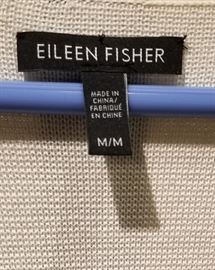 EILEEN FISHER
MADE IN
CHINA/
FABRIQUÉ
EN CHINE
M/M